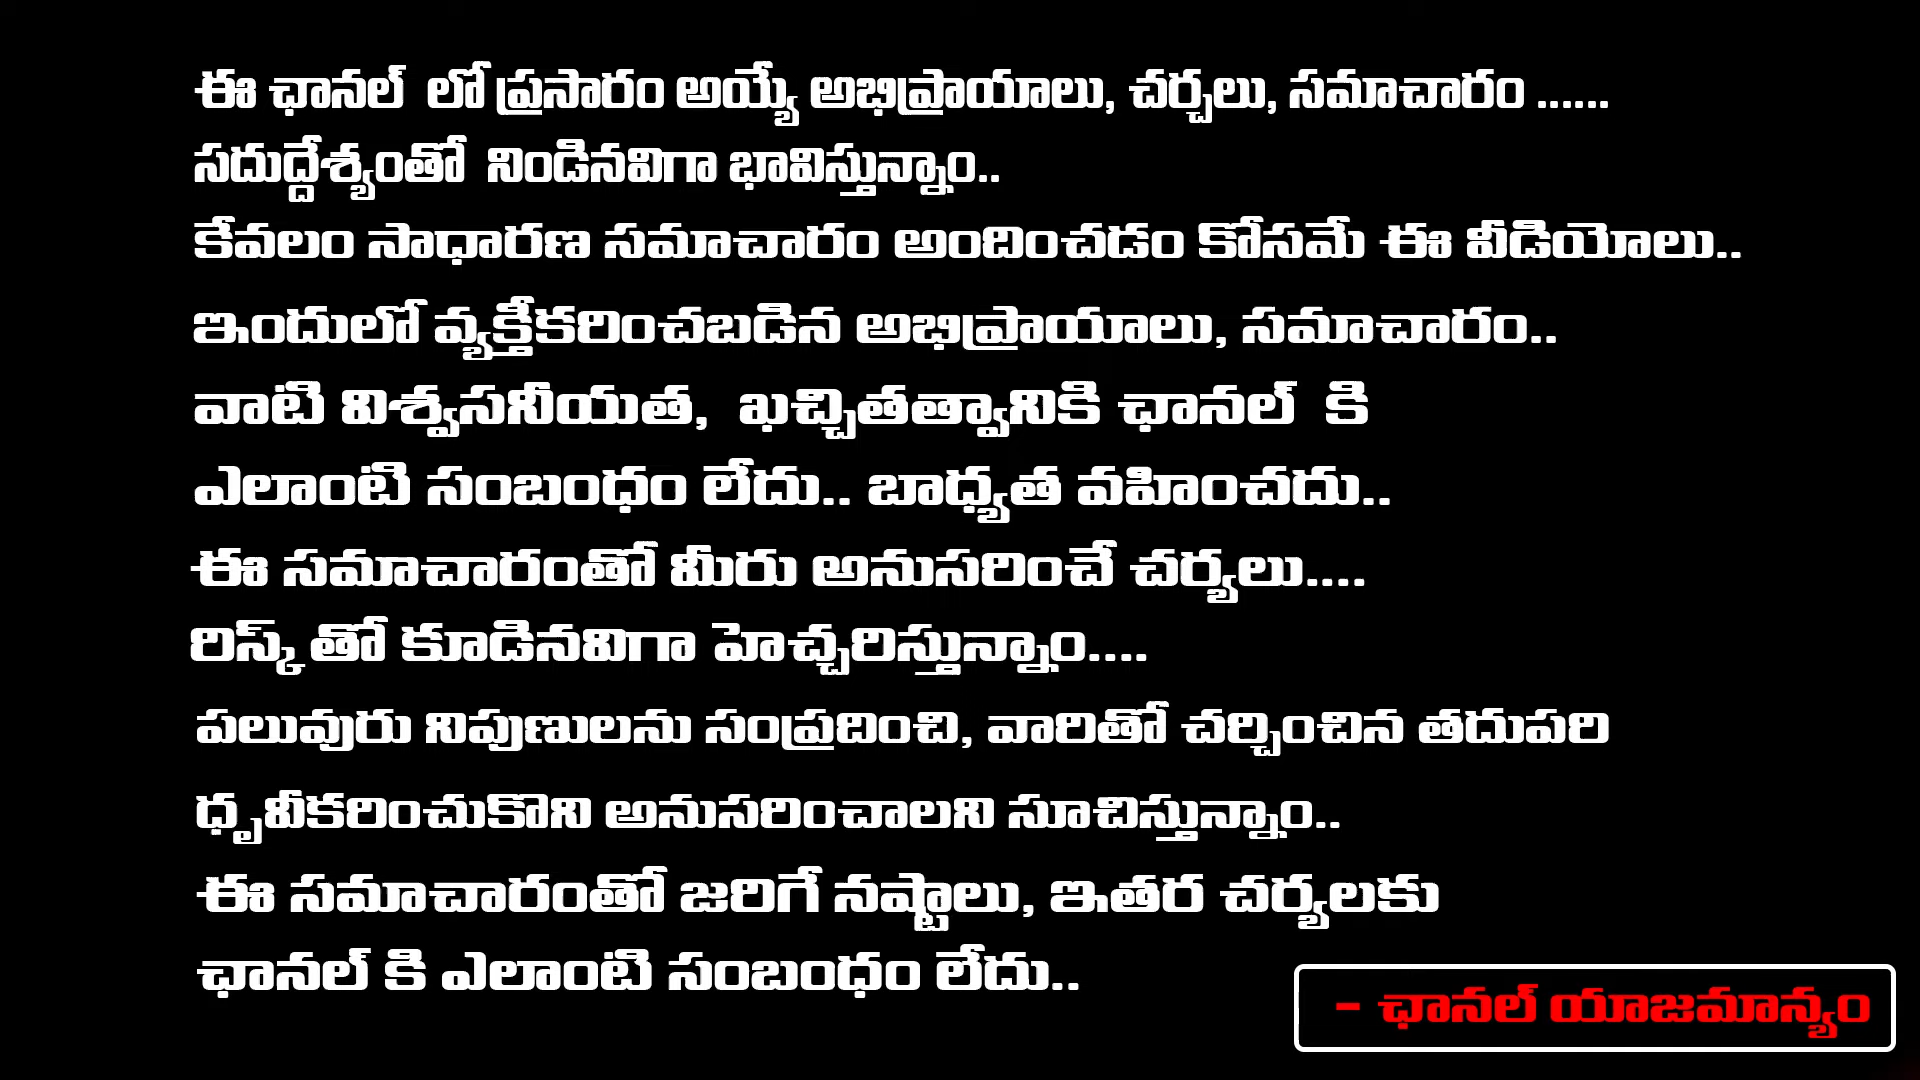 ఈ ఛానల్ లో ప్రసారం అయ్యే అభిప్రాయాలు, చర్చలు, సమాచారం ......
సదుద్దేశ్యంతో నిండినవిగా భావిస్తున్నాం..
కేవలం సాధారణ సమాచారం అందించడం కోసమే ఈ వీడియోలు..
ఇందులో వ్యక్తీకరించబడిన అభిప్రాయాలు, సమాచారం..
వాటి విశ్వసనీయత, ఖచ్చితత్వానికి ఛానల్ కి
ఎలాంటి సంబంధం లేదు.. బాధ్యత వహించదు..
ఈ సమాచారంతో మీరు అనుసరించే చర్యలు....
రిస్క్ తో కూడినవిగా హెచ్చరిస్తున్నాం....
పలువురు నిపుణులను సంప్రదించి, వారితో చర్చించిన తదుపరి
ధృవీకరించుకొని అనుసరించాలని సూచిస్తున్నాం..
ఈ సమాచారంతో జరిగే నష్టాలు, ఇతర చర్యలకు
ఛానల్ కి ఎలాంటి సంబంధం లేదు..
- ఛానల్ యాజమాన్యం